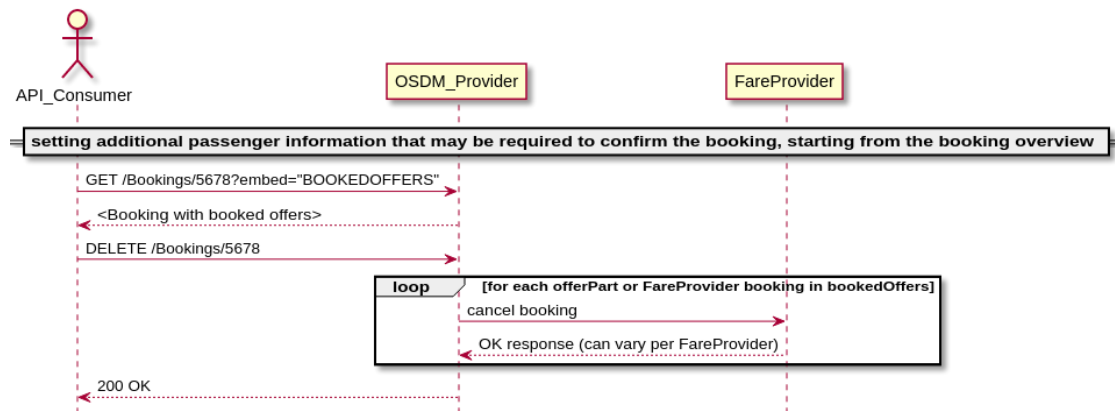 API_Consumer
OSDM_Provider
FareProvider
setting additional passenger information that may be required to confirm the booking, starting from the booking overview
GET /Bookings/5678?embed="BOOKEDOFFERS"
<Booking with booked offers>
DELETE /Bookings/5678
loop [for each offerPart or FareProvider booking in bookedOffers]
cancel booking
OK response (can vary per FareProvider)
200 OK